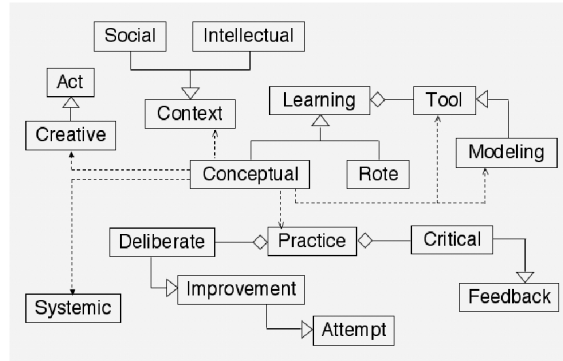 Social
Intellectual
Act
Learning
Tool
Context
Creative
Modeling
Conceptual
Rote
Deliberate
Practice
Critical
Improvement
Feedback
Systemic
Attempt